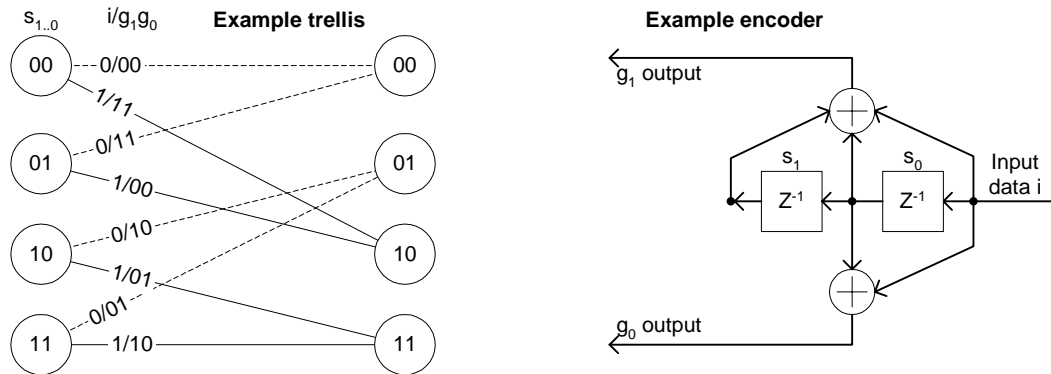 s1..0 i/g1g0 Example trellis
00 0/00 00
1/11
0/11
01 01
1/00
0/10
10 10
1/01
0/01
11 1/10 11
Example encoder
g1 output
s1 s0
Z-1 Z-1
Input
data i
g0 output